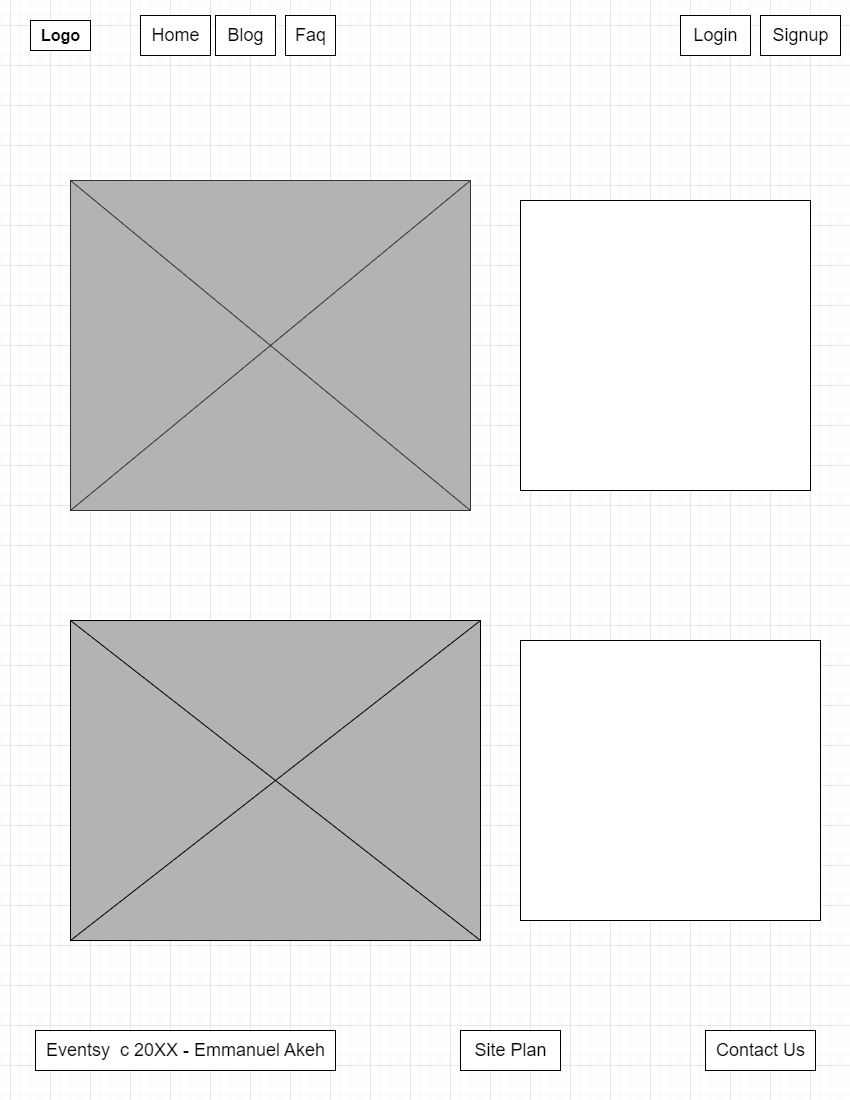 Logo
Home
Blog
Faq
Login
Signup
Eventsy  c 20XX - Emmanuel Akeh
Site Plan
Contact Us